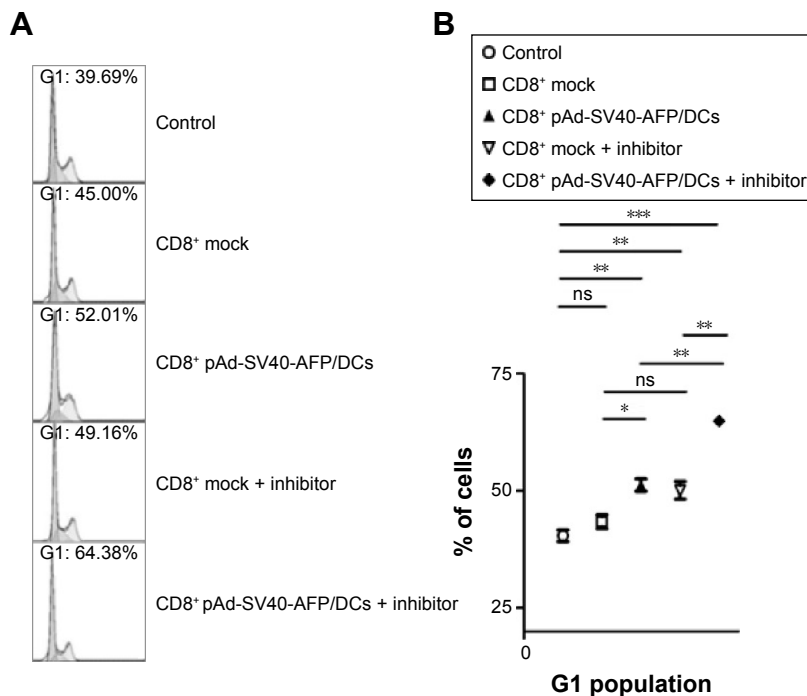 A
G1: 39.69%
Control
G1: 45.00%
CD8⁺ mock
G1: 52.01%
CD8⁺ pAd-SV40-AFP/DCs
G1: 49.16%
CD8⁺ mock + inhibitor
G1: 64.38%
CD8⁺ pAd-SV40-AFP/DCs + inhibitor
B
Control
CD8⁺ mock
CD8⁺ pAd-SV40-AFP/DCs
CD8⁺ mock + inhibitor
CD8⁺ pAd-SV40-AFP/DCs + inhibitor
***
**
**
ns
**
**
ns
*
75
50
25
0
% of cells
G1 population